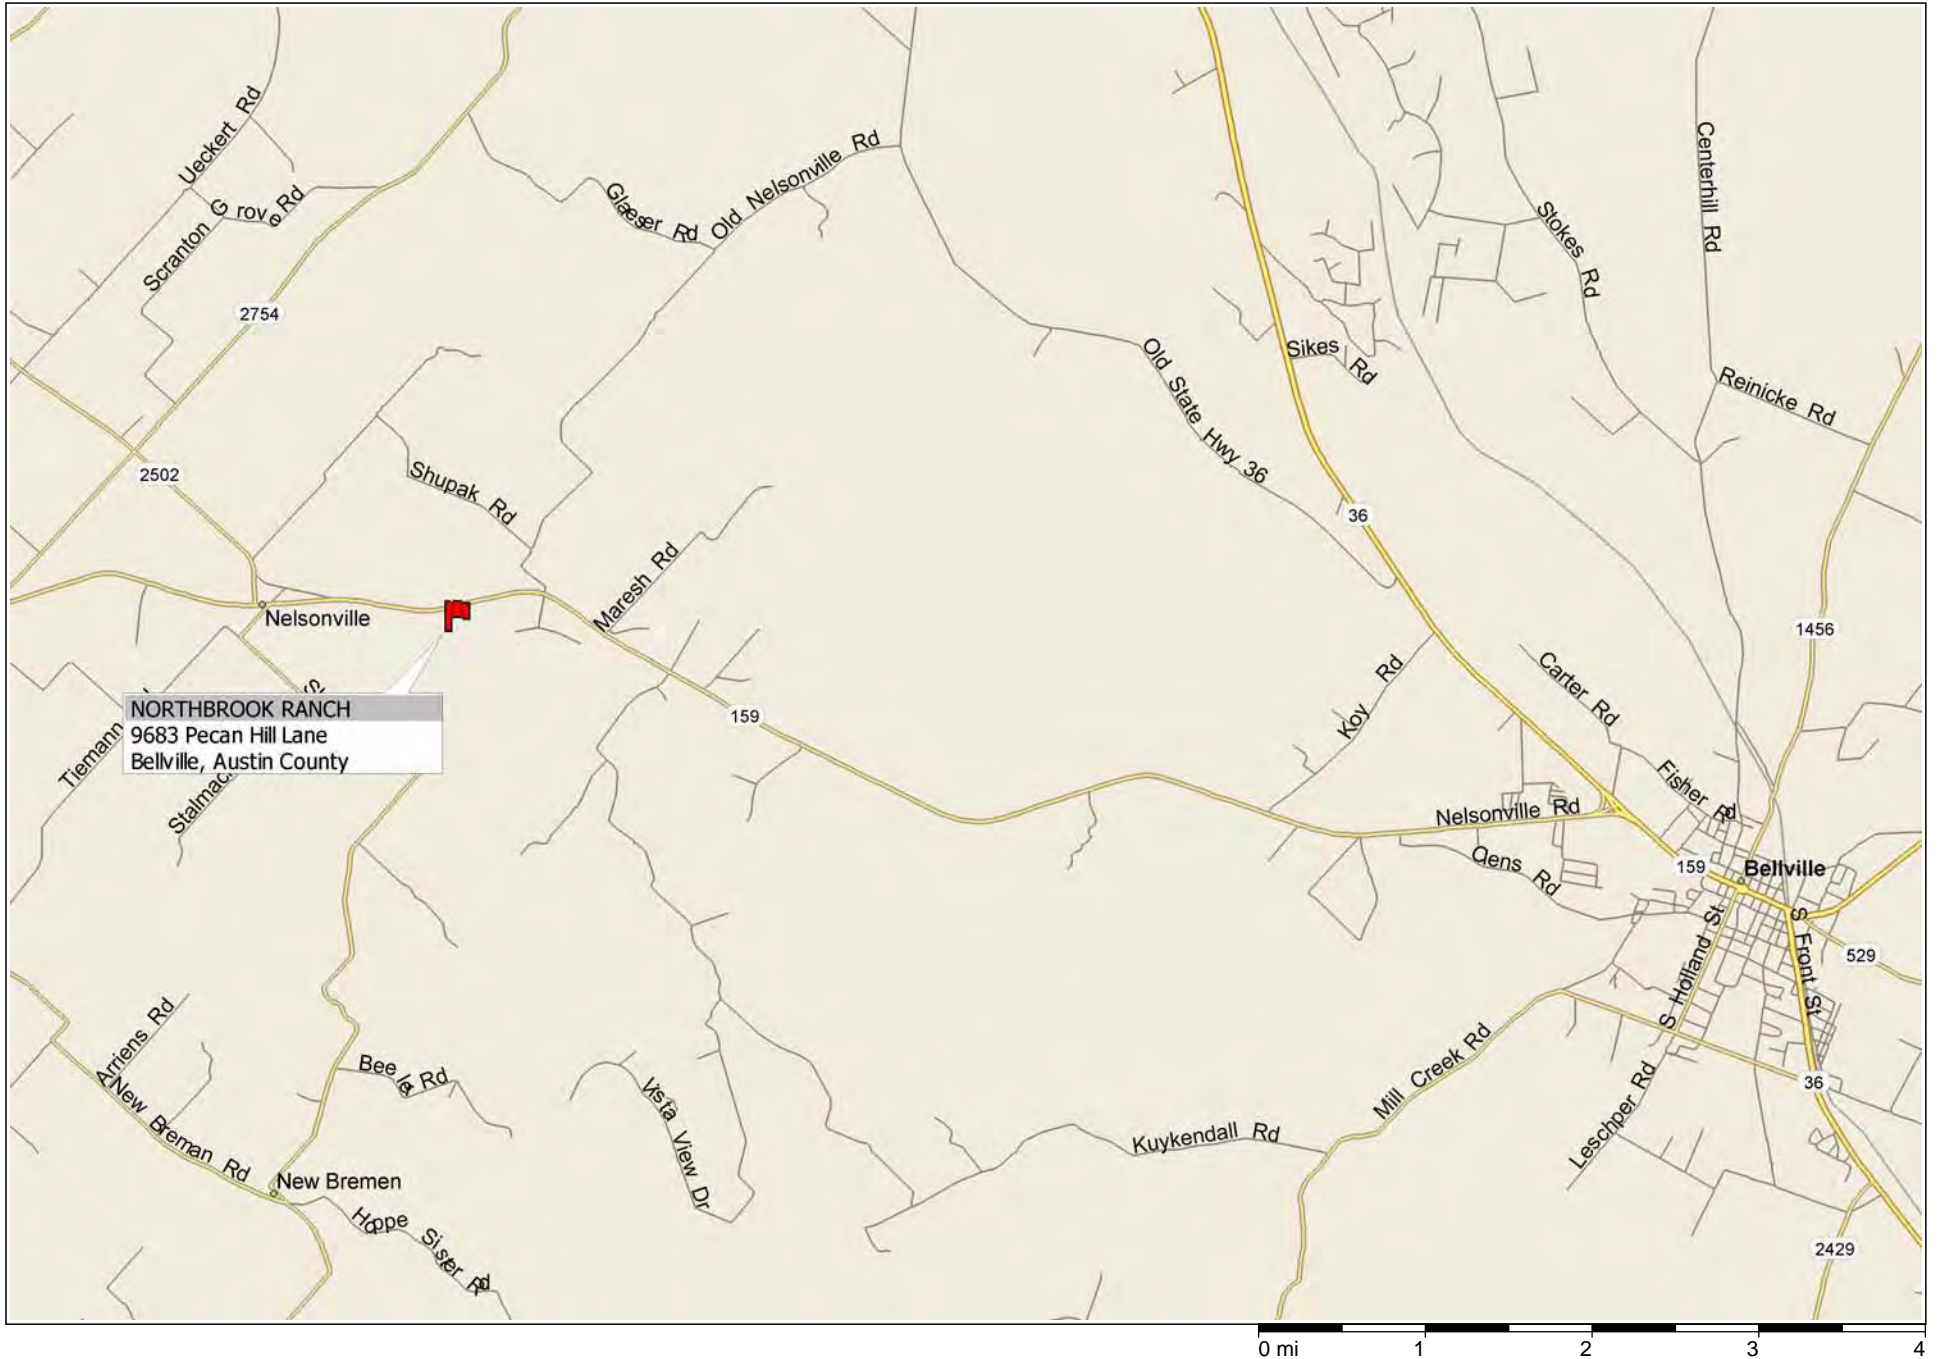 Ueckert Rd
Scranton Grove Rd
2754
Glaeser Rd
Old Nelsonville Rd
Centerhill Rd
Stokes Rd
Sikes Rd
Old State Hwy 36
Reinicke Rd
2502
Shupak Rd
36
Maresh Rd
Nelsonville
1456
NORTHBROOK RANCH
9683 Pecan Hill Lane
Bellville, Austin County
159
Koy Rd
Carter Rd
Tiemann
S
Stalmac
Fisher Rd
Nelsonville Rd
159
Bellville
Oens Rd
S Holland St
S Front St
529
Arriens Rd
A
New Breman Rd
Beele Rd
Vista View Dr
Mill Creek Rd
36
Kuykendall Rd
Leschper Rd
New Bremen
Hoppe Sister Rd
2429
0 mi 1 2 3 4